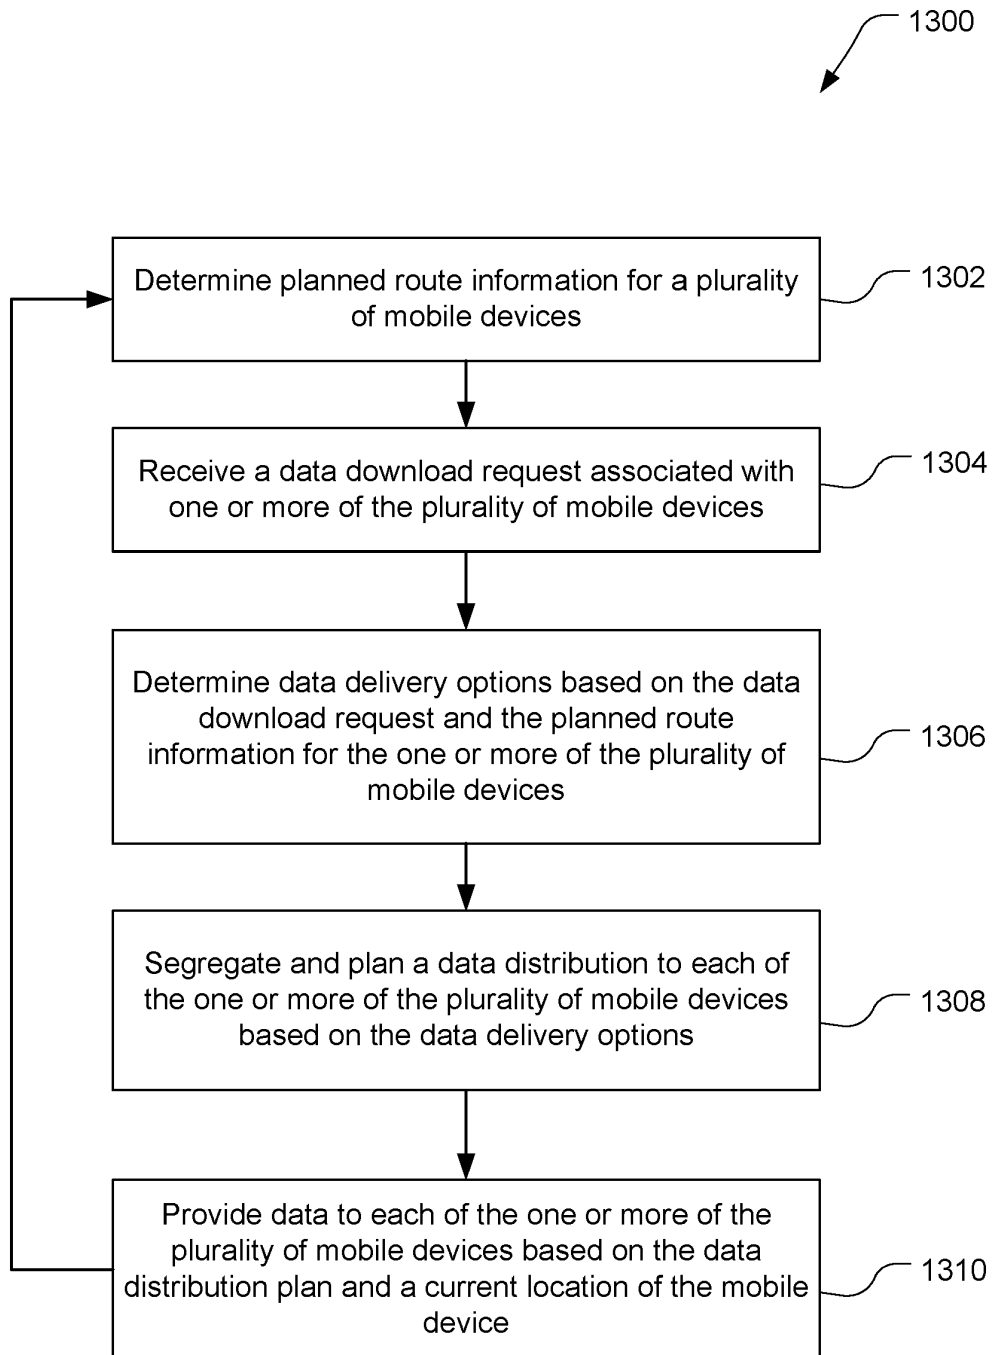 1300
Determine planned route information for a plurality
of mobile devices
1302
Receive a data download request associated with
one or more of the plurality of mobile devices
1304
Determine data delivery options based on the data
download request and the planned route
information for the one or more of the plurality of
mobile devices
1306
Segregate and plan a data distribution to each of
the one or more of the plurality of mobile devices
based on the data delivery options
1308
Provide data to each of the one or more of the
plurality of mobile devices based on the data
distribution plan and a current location of the mobile
device
1310